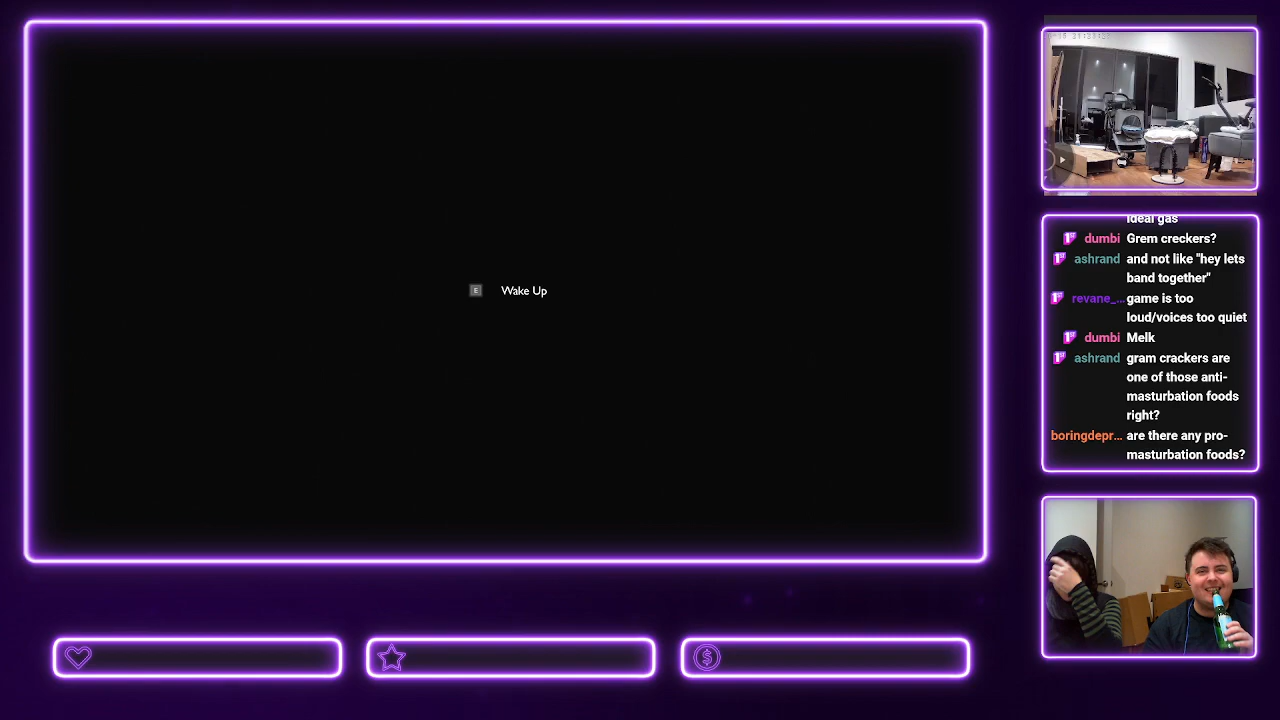 E Wake Up
ideal gas
dumbi Grem creckers?
ashrand and not like "hey lets
band together"
revane_... game is too
loud/voices too quiet
dumbi Melk
ashrand gram crackers are
one of those anti-
masturbation foods
right?
boringdepr... are there any pro-
masturbation foods?